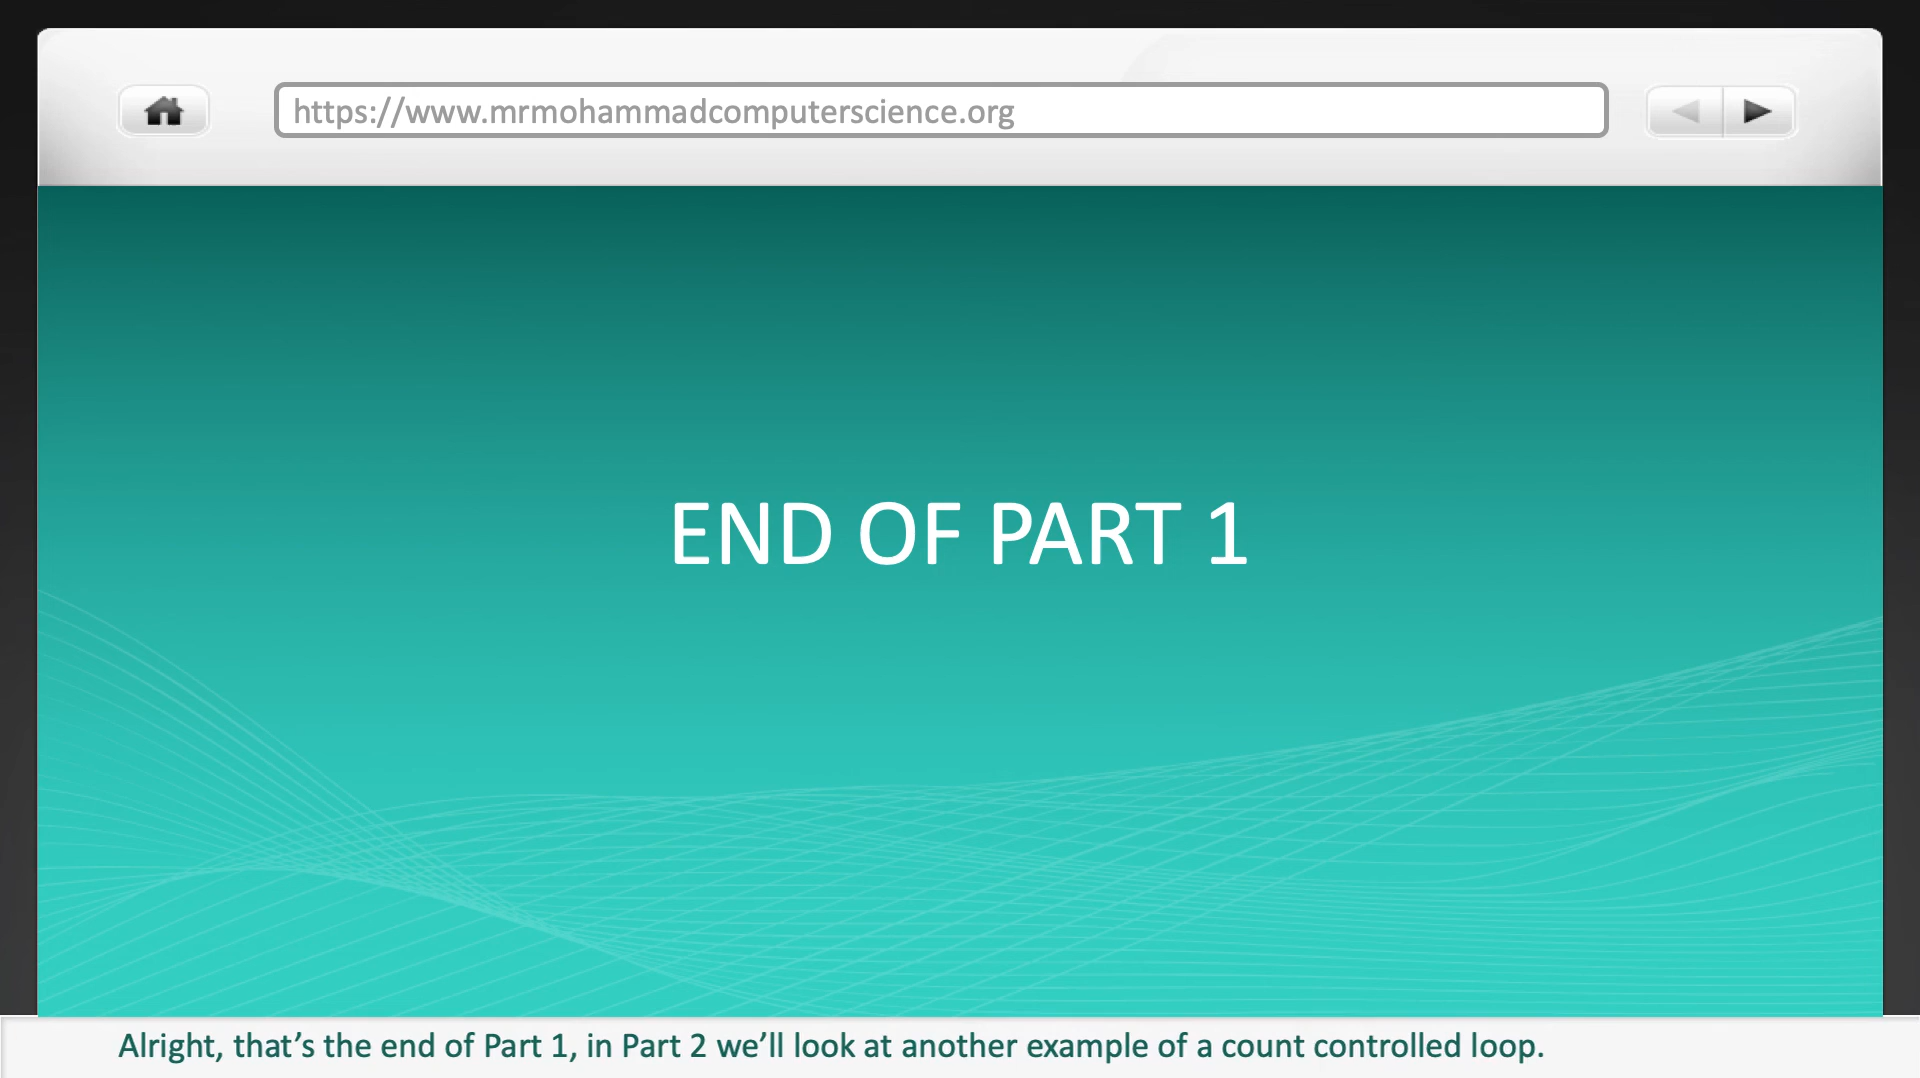 https://www.mrmohammadcomputerscience.org
END OF PART 1
Alright, that’s the end of Part 1, in Part 2 we’ll look at another example of a count controlled loop.